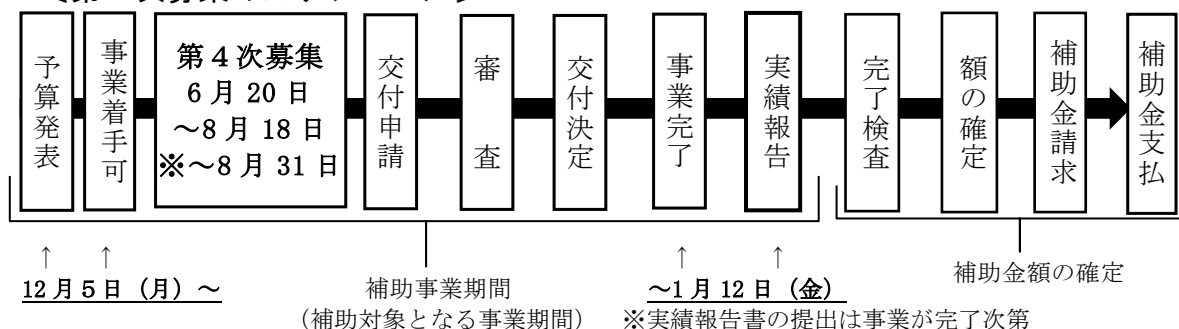 予算発表
事業着手可
第4次募集
6月20日
~8月18日
※~8月31日
交付申請
審査
交付決定
事業完了
実績報告
完了検査
額の確定
補助金請求
補助金支払
↑ ↑ ↑ ↑
12月5日(月)~
補助事業期間
(補助対象となる事業期間)
~1月12日(金)
※実績報告書の提出は事業が完了次第
補助金額の確定